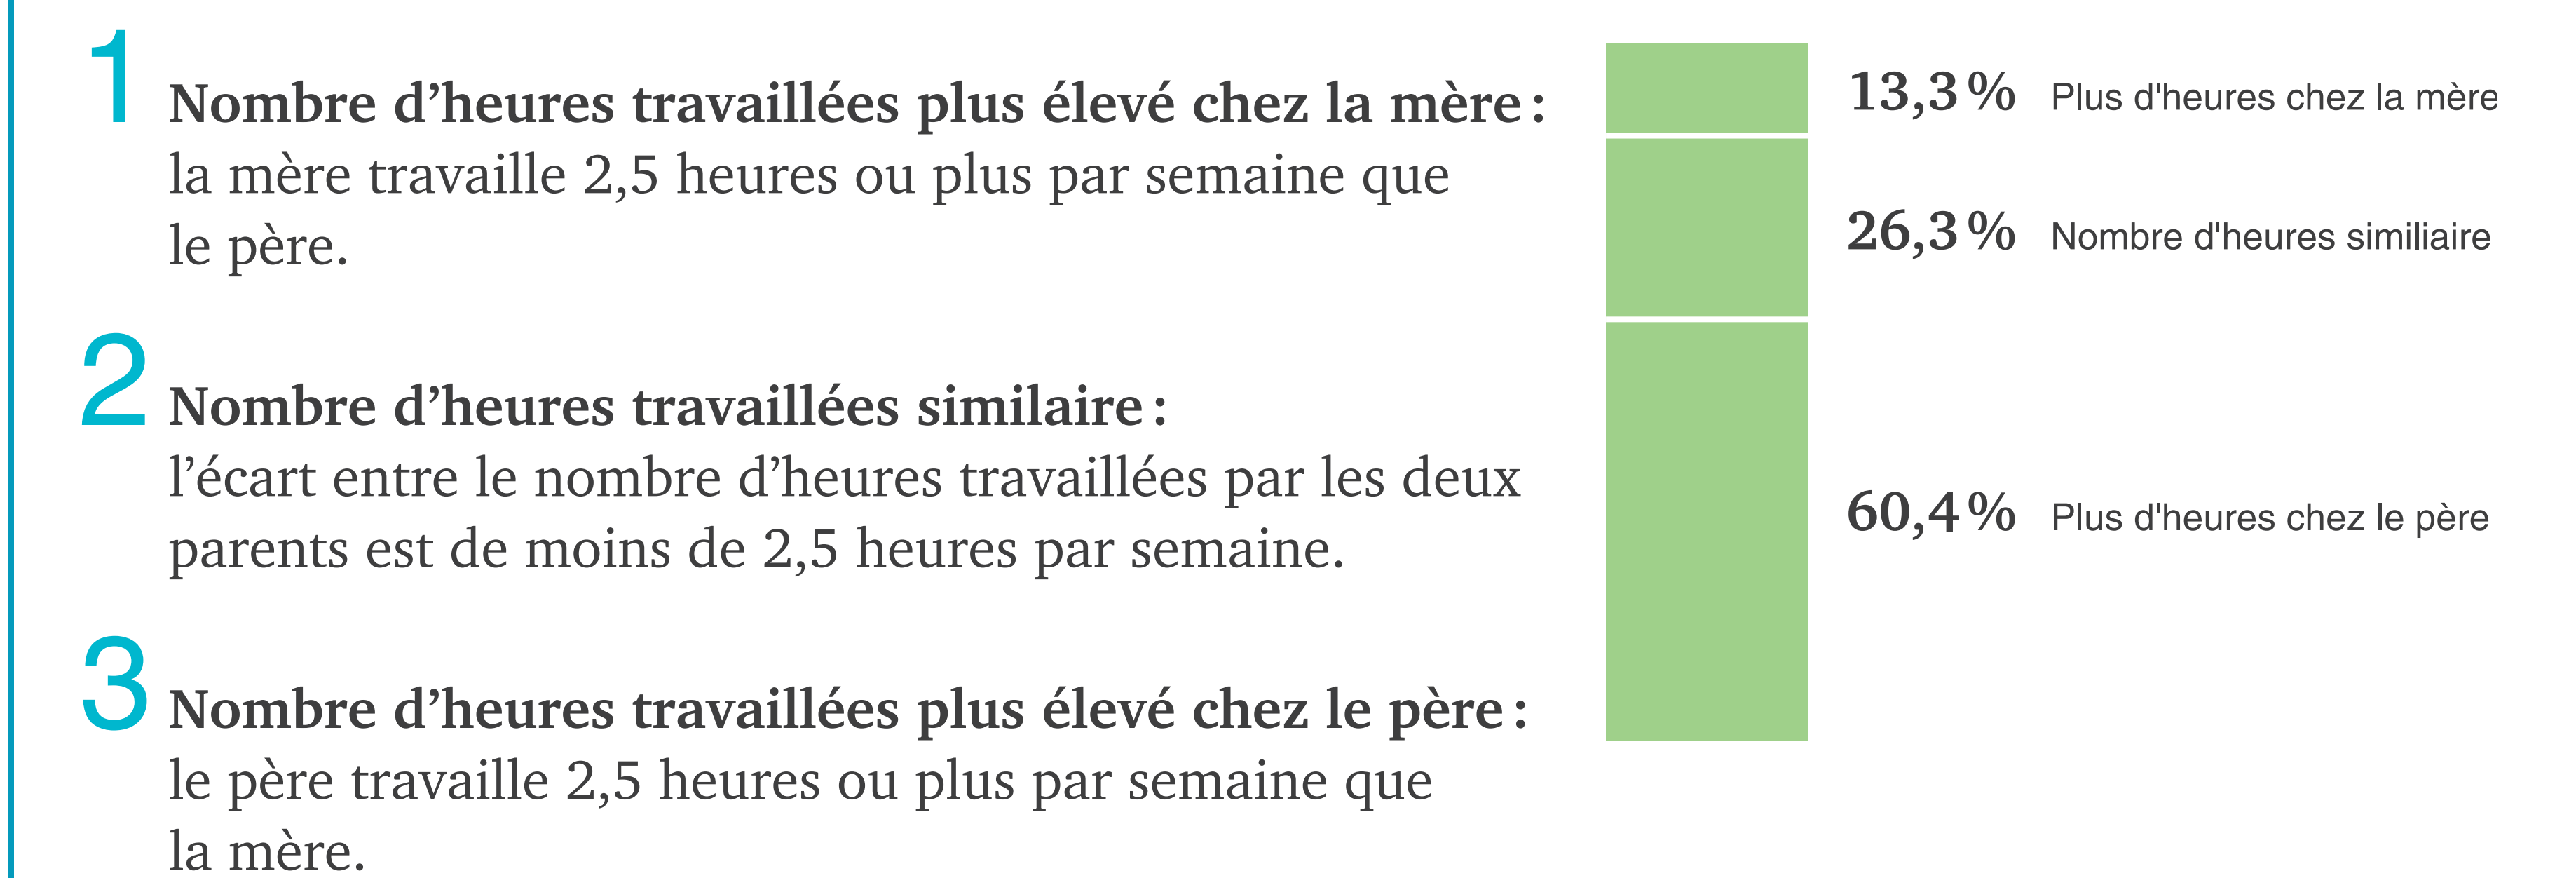 1
Nombre d’heures travaillées plus élevé chez la mère :
la mère travaille 2,5 heures ou plus par semaine que
le père.
2
Nombre d’heures travaillées similaire :
l’écart entre le nombre d’heures travaillées par les deux
parents est de moins de 2,5 heures par semaine.
3
Nombre d’heures travaillées plus élevé chez le père :
le père travaille 2,5 heures ou plus par semaine que
la mère.
13,3 % Plus d'heures chez la mère
26,3 % Nombre d'heures similiaire
60,4 % Plus d'heures chez le père